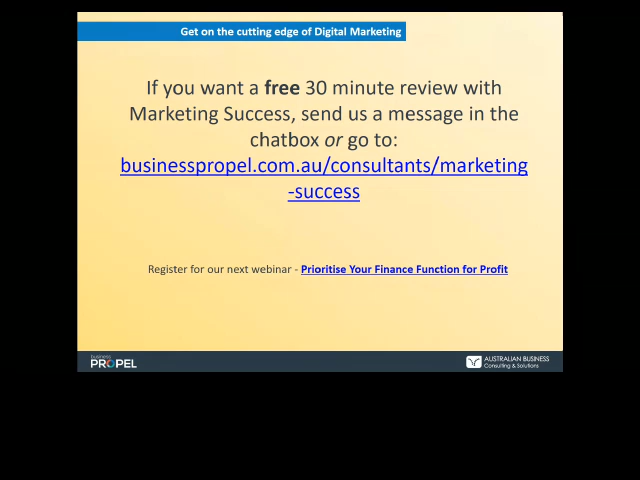 Get on the cutting edge of Digital Marketing
If you want a free 30 minute review with
Marketing Success, send us a message in the
chatbox or go to:
businesspropel.com.au/consultants/marketing
-success
Register for our next webinar - Prioritise Your Finance Function for Profit
business
PROPEL
AUSTRALIAN BUSINESS
Consulting & Solutions